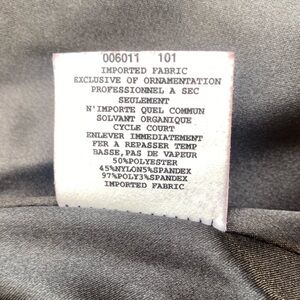 006011 101
IMPORTED FABRIC
EXCLUSIVE OF ORNAMENTATION
PROFESSIONNEL A SEC
SEULEMENT
N'IMPORTE QUEL COMMUN
SOLVANT ORGANIQUE
CYCLE COURT
ENLEVER IMMEDIATEMENT
FER A REPASSER TEMP
BASSE,PAS DE VAPEUR
50%POLYESTER
45%NYLON5%SPANDEX
97%POLY3%SPANDEX
IMPORTED FABRIC